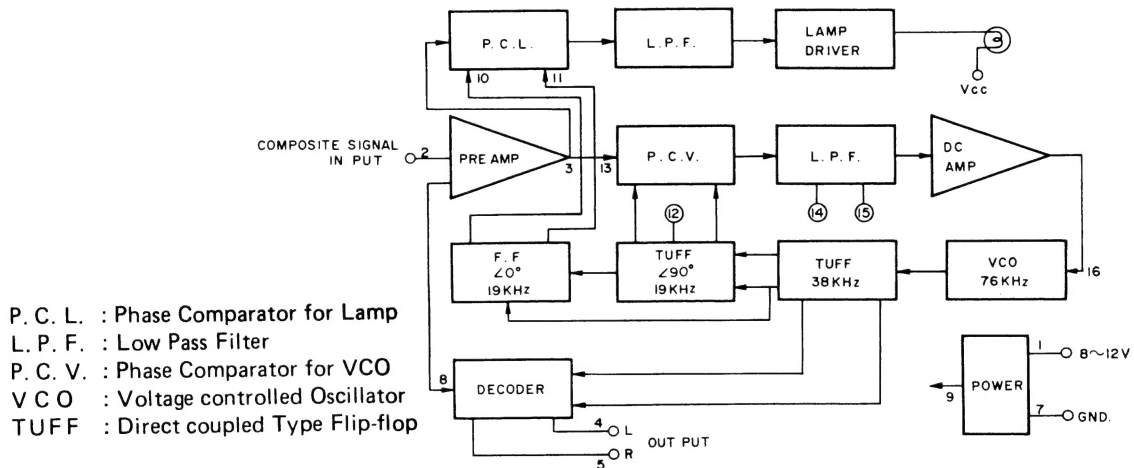 P. C. L.
L. P. F.
LAMP
DRIVER
10
11
Vcc
COMPOSITE SIGNAL
IN PUT
2
PRE AMP
3
13
P. C. V.
L. P. F.
DC
AMP
12
14
15
F. F
∠0°
19KHz
TUFF
∠90°
19KHz
TUFF
38KHz
VCO
76KHz
16
P. C. L. : Phase Comparator for Lamp
L. P. F. : Low Pass Filter
P. C. V. : Phase Comparator for VCO
V C O : Voltage controlled Oscillator
TUFF : Direct coupled Type Flip-flop
8
DECODER
4
L
OUT PUT
5
R
POWER
1
8~12V
9
7
GND.